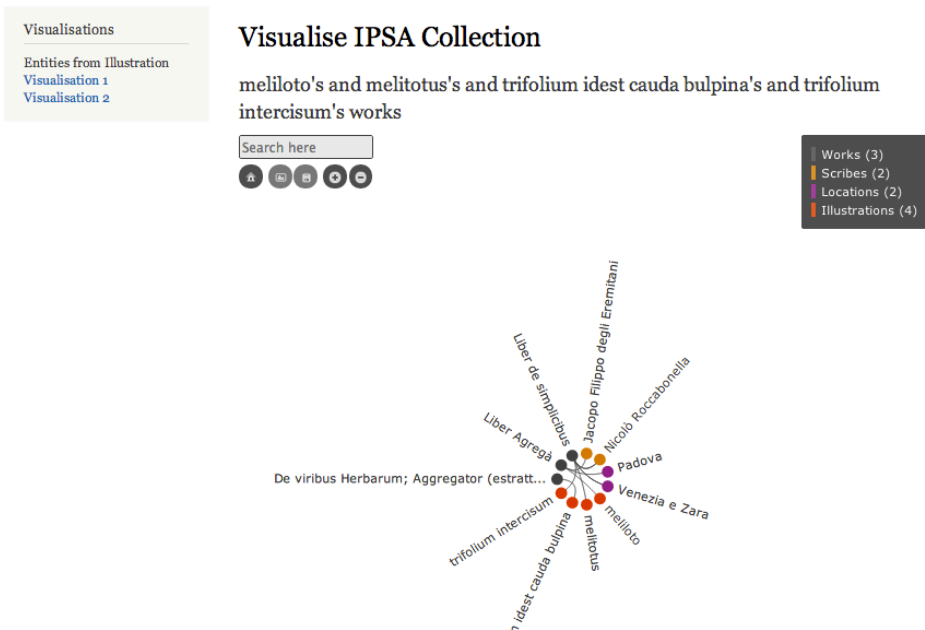 Visualisations
Entities from Illustration
Visualisation 1
Visualisation 2
Visualise IPSA Collection
meliloto's and melitotus's and trifolium idest cauda bulpina's and trifolium
intercisum's works
Search here
Works (3)
Scribes (2)
Locations (2)
Illustrations (4)
Jacopo Filippo degli Eremitani
Liber de simplicibus
Nicolò Roccabonella
Liber Agregà
Padova
De viribus Herbarum; Aggregator (estratt...
Venezia e Zara
trifolium intercisum
meliloto
melitotus
idest cauda bulpina